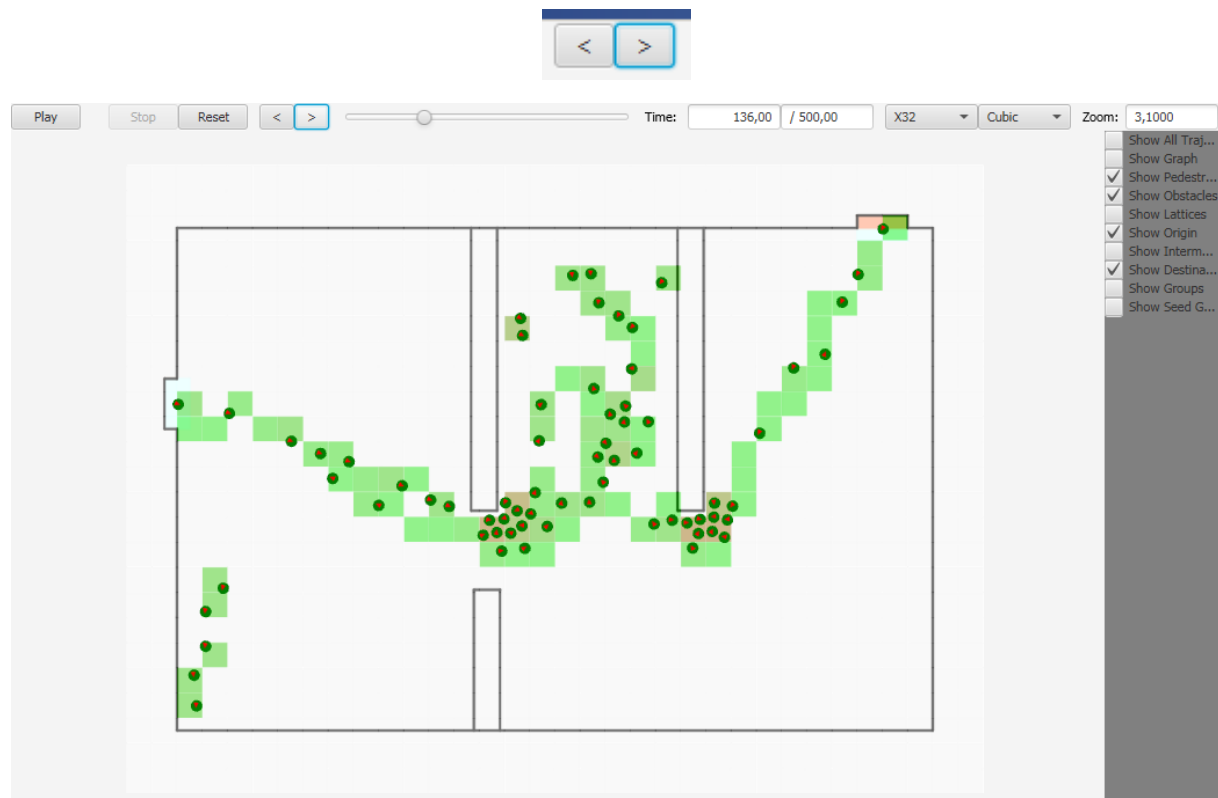 < >
Play Stop Reset < > Time: 136,00 / 500,00 X32 Cubic Zoom: 3,1000
Show All Traj...
Show Graph
Show Pedestr...
Show Obstacles
Show Lattices
Show Origin
Show Interm...
Show Destina...
Show Groups
Show Seed G...